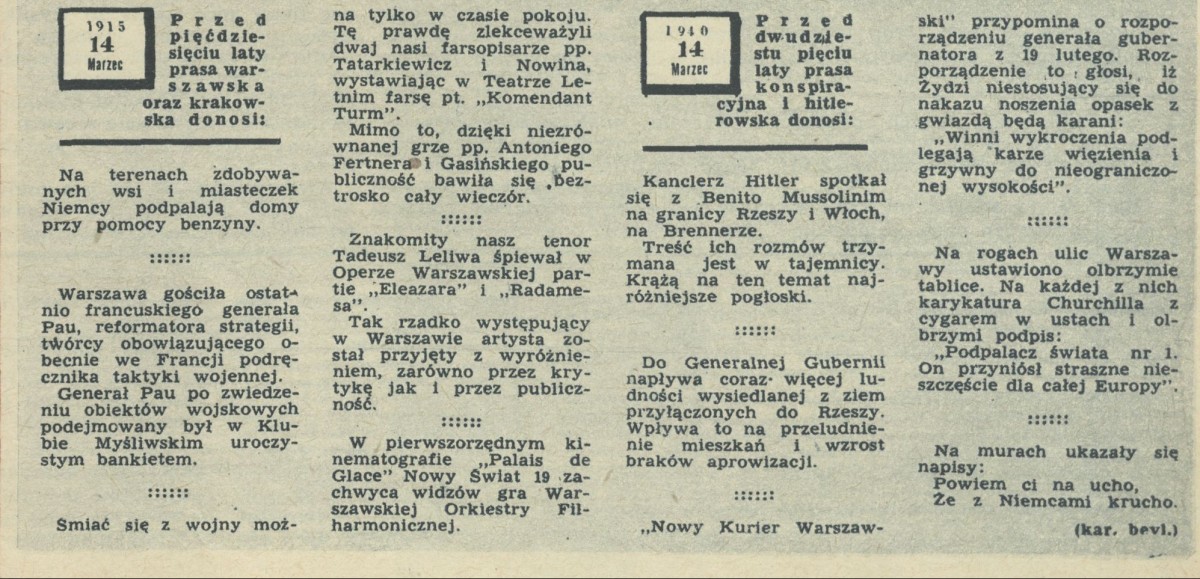 1915
14
Marzec
Przed
pięćdzie-
sięciu laty
prasa war-
szawska
oraz krakow-
ska donosi:
Na terenach zdobywa-
nych wsi i miasteczek
Niemcy podpalają domy
przy pomocy benzyny.
::::::
Warszawa gościła ostat-
nio francuskiego generała
Pau, reformatora strategii,
twórcy obowiązującego o-
becnie we Francji podrę-
cznika taktyki wojennej.
Generał Pau po zwiedze-
niu obiektów wojskowych
podejmowany był w Klu-
bie Myśliwskim uroczy-
stym bankietem.
::::::
Śmiać się z wojny moż-
na tylko w czasie pokoju.
Tę prawdę zlekceważyli
dwaj nasi farsopisarze pp.
Tatarkiewicz i Nowina,
wystawiając w Teatrze Le-
tnim farsę pt. „Komendant
Turm".
Mimo to, dzięki niezró-
wnanej grze pp. Antoniego
Fertnera i Gasińskiego pu-
bliczność bawiła się bez-
trosko cały wieczór.
::::::
Znakomity nasz tenor
Tadeusz Leliwa śpiewał w
Operze Warszawskiej par-
tie „Eleazara" i „Radame-
sa".
Tak rzadko występujący
w Warszawie artysta zo-
stał przyjęty z wyróżnie-
niem, zarówno przez kry-
tykę jak i przez publicz-
ność.
::::::
W pierwszorzędnym ki-
nematografie „Palais de
Glace" Nowy Świat 19 za-
chwyca widzów gra War-
szawskiej Orkiestry Fil-
harmonicznej.
1940
14
Marzec
Przed
dwudzie-
stu pięciu
laty prasa
konspira-
cyjna i hitle-
rowska donosi:
Kanclerz Hitler spotkał
się z Benito Mussolinim
na granicy Rzeszy i Włoch,
na Brennerze.
Treść ich rozmów trzy-
mana jest w tajemnicy.
Krążą na ten temat naj-
różniejsze pogłoski.
::::::
Do Generalnej Gubernii
napływa coraz więcej lu-
dności wysiedlanej z ziem
przyłączonych do Rzeszy.
Wpływa to na przeludnie-
nie mieszkań i wzrost
braków aprowizacji.
::::::
„Nowy Kurier Warszaw-
ski" przypomina o rozpo-
rządzeniu generała guber-
natora z 19 lutego. Roz-
porządzenie to głosi, iż
Żydzi niestosujący się do
nakazu noszenia opasek z
gwiazdą będą karani:
„Winni wykroczenia pod-
legają karze więzienia i
grzywny do nieograniczo-
nej wysokości".
::::::
Na rogach ulic Warsza-
wy ustawiono olbrzymie
tablice. Na każdej z nich
karykatura Churchilla z
cygarem w ustach i ol-
brzymi podpis:
„Podpalacz świata nr 1.
On przyniósł straszne nie-
szczęście dla całej Europy".
::::::
Na murach ukazały się
napisy:
Powiem ci na ucho,
Że z Niemcami krucho.
(kar. bevl.)